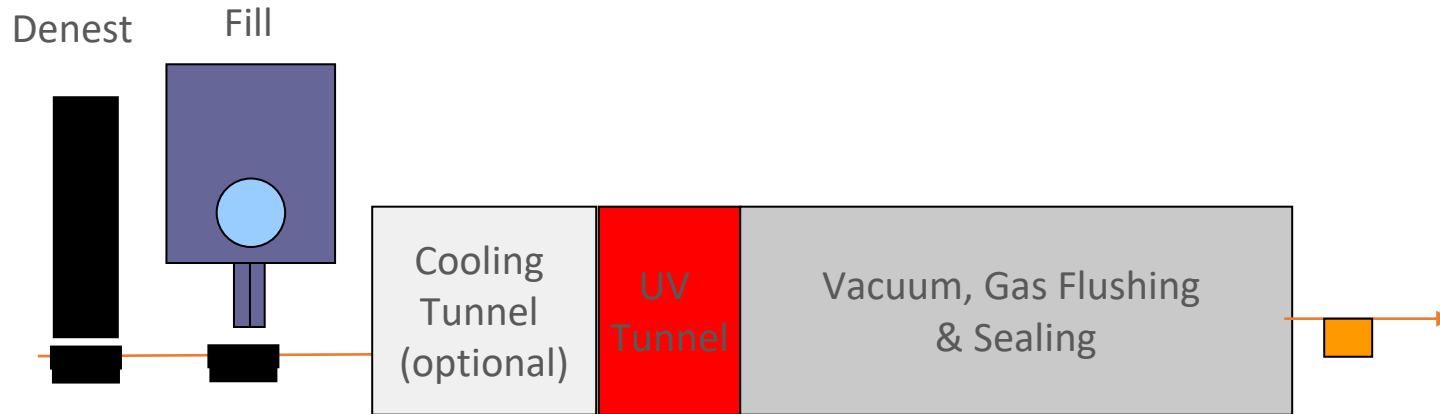 Denest
Fill
Cooling
Tunnel
(optional)
UV
Tunnel
Vacuum, Gas Flushing
& Sealing